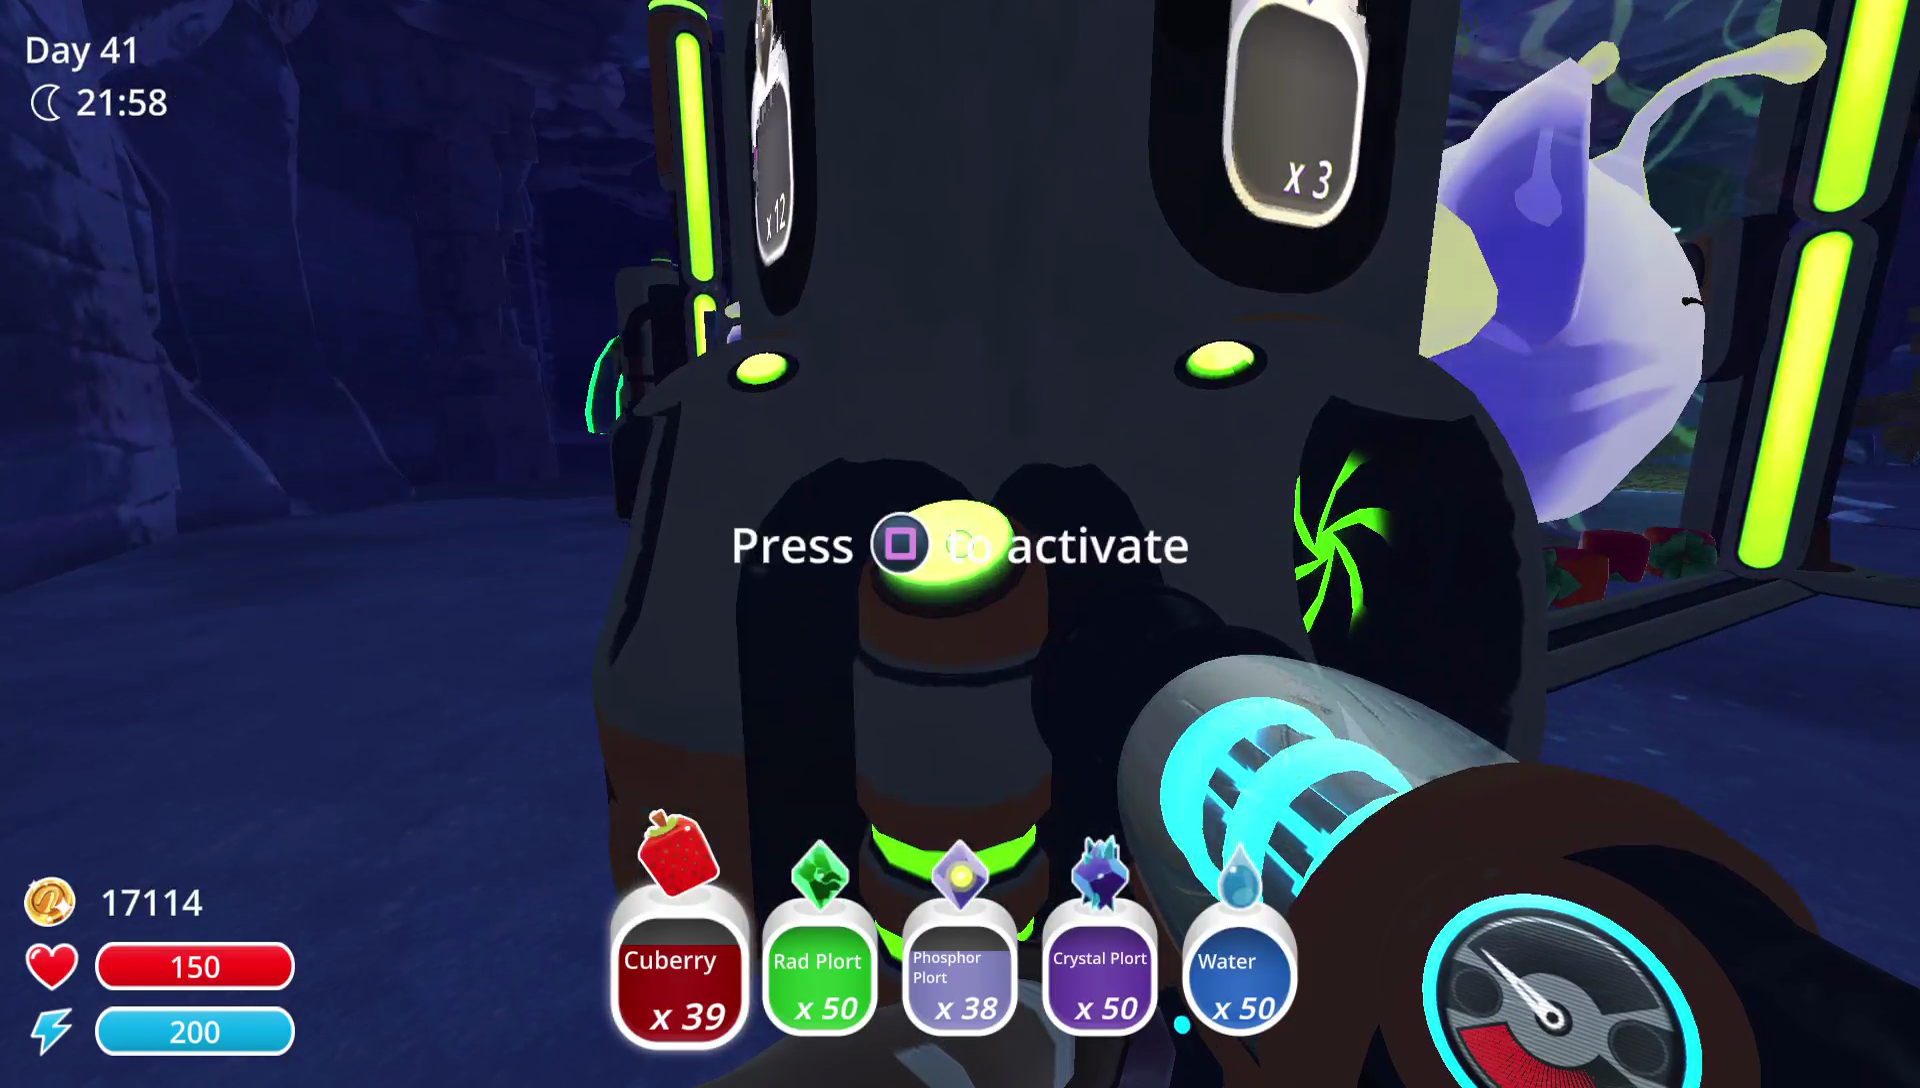 Day 41
21:58
x 3
x 12
Press to activate
17114
150
200
Cuberry
x 39
Rad Plort
x 50
Phosphor
Plort
x 38
Crystal Plort
x 50
Water
x 50